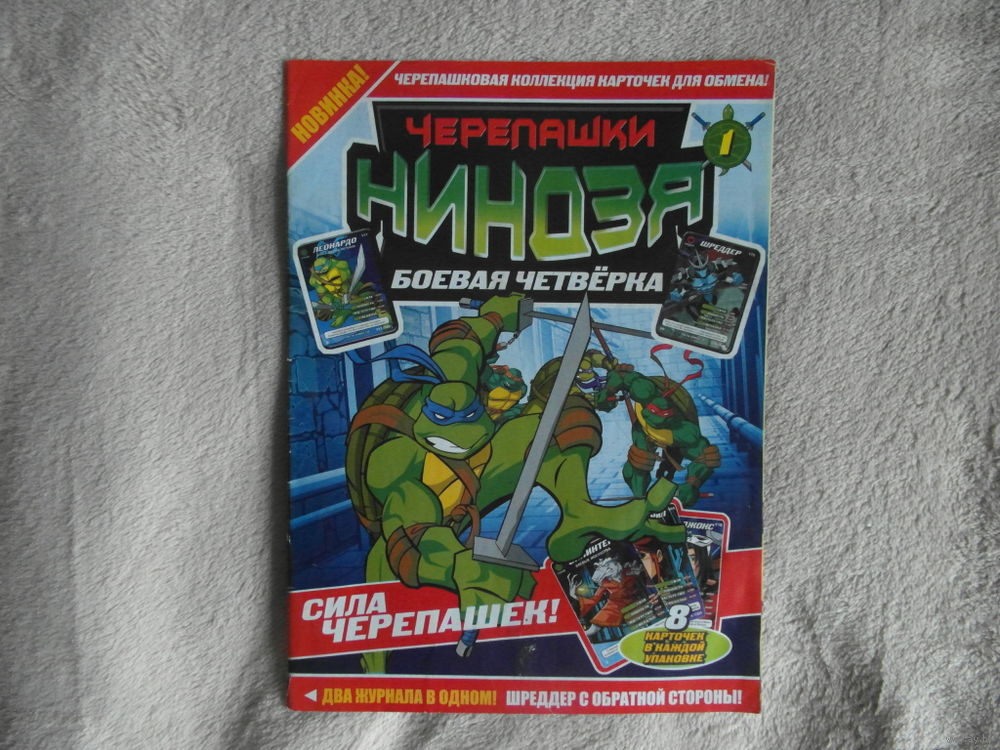 НОВИНКА!
ЧЕРЕПАШКОВАЯ КОЛЛЕКЦИЯ КАРТОЧЕК ДЛЯ ОБМЕНА!
ЧЕРЕПАШКИ
1
НИНДЗЯ
БОЕВАЯ ЧЕТВЁРКА
ЛЕОНАРДО
ШРЕДДЕР
ДЖОНС
СИЛА
ЧЕРЕПАШЕК!
8
КАРТОЧЕК
В КАЖДОЙ
УПАКОВКЕ
ДВА ЖУРНАЛА В ОДНОМ! ШРЕДДЕР С ОБРАТНОЙ СТОРОНЫ!